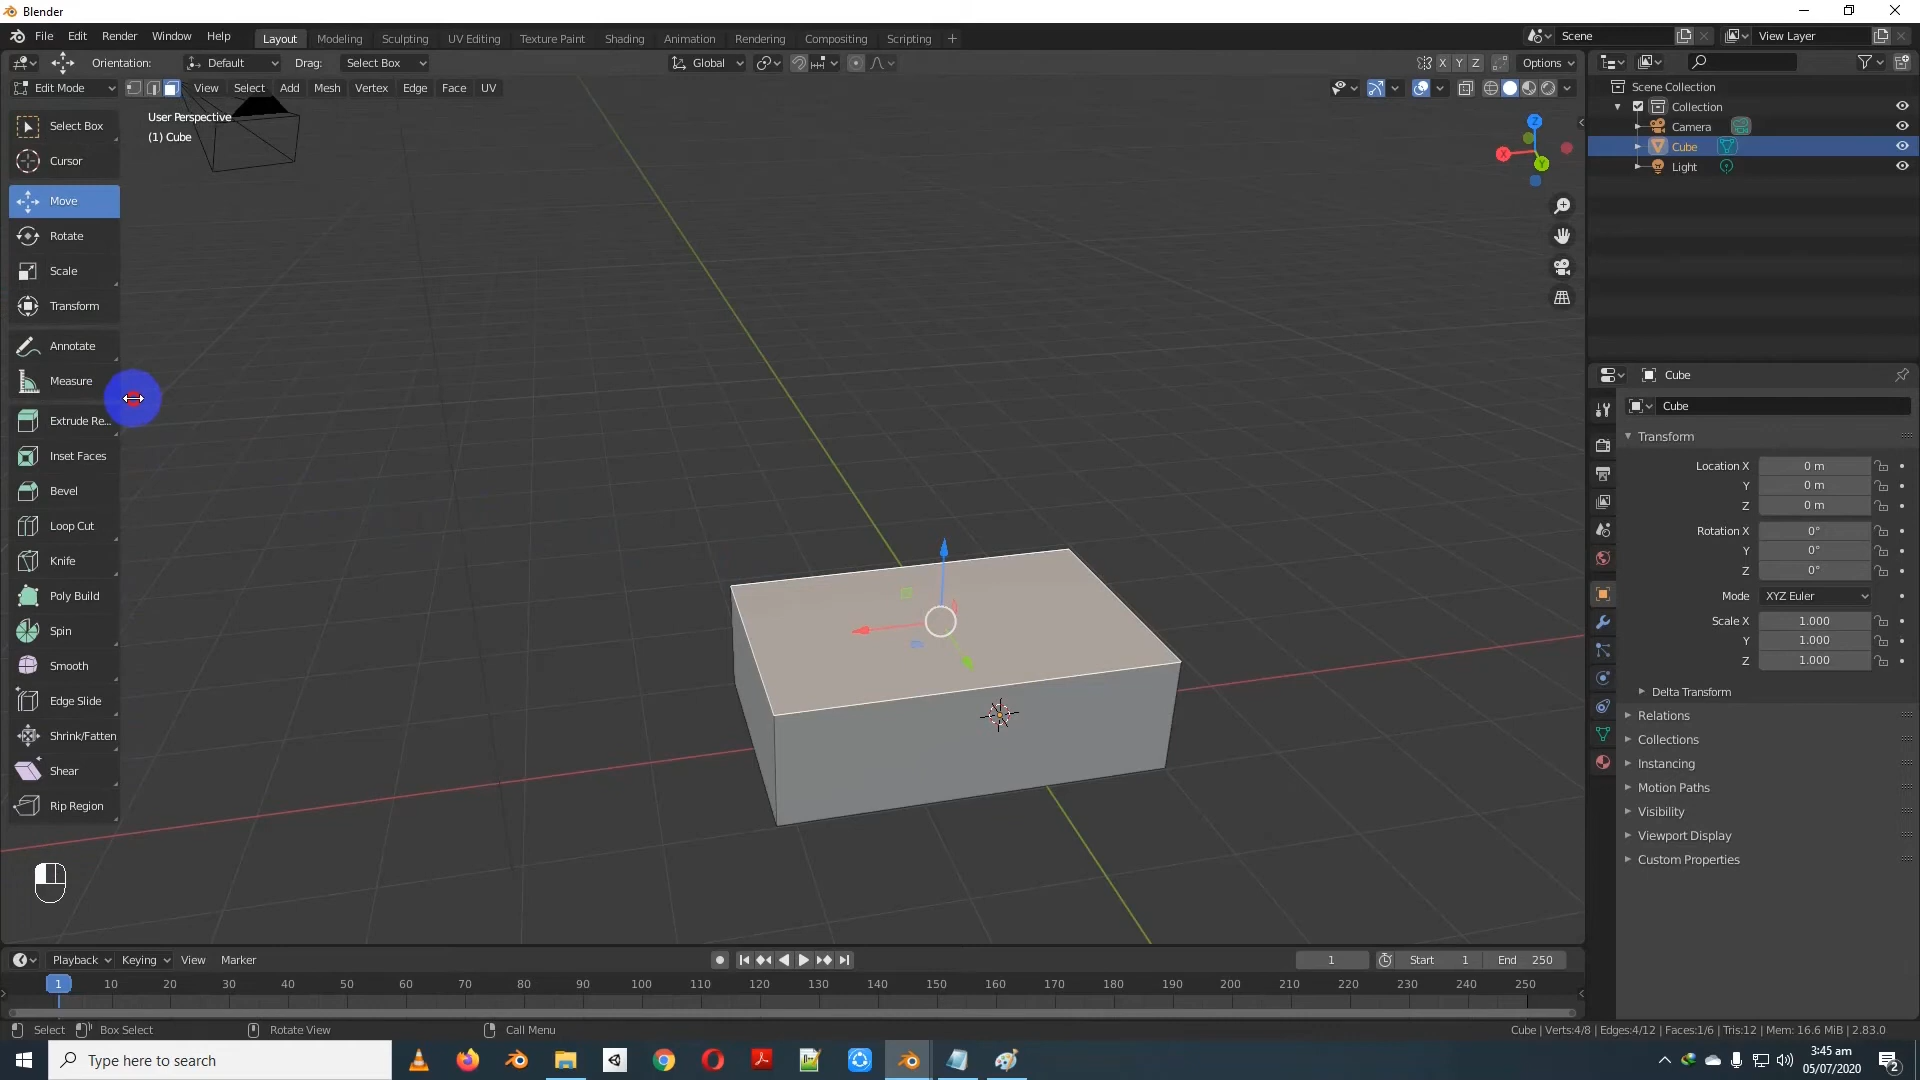 Blender
File Edit Render Window Help Layout Modeling Sculpting UV Editing Texture Paint Shading Animation Rendering Compositing Scripting + Scene View Layer
Orientation: Default Drag: Select Box Global X Y Z Options
Edit Mode View Select Add Mesh Vertex Edge Face UV
User Perspective
(1) Cube
Select Box
Cursor
Move
Rotate
Scale
Transform
Annotate
Measure
Extrude Re...
Inset Faces
Bevel
Loop Cut
Knife
Poly Build
Spin
Smooth
Edge Slide
Shrink/Fatten
Shear
Rip Region
Z
X
Y
Scene Collection
Collection
Camera
Cube
Light
Cube
Cube
Transform
Location X 0 m
Y 0 m
Z 0 m
Rotation X 0°
Y 0°
Z 0°
Mode XYZ Euler
Scale X 1.000
Y 1.000
Z 1.000
Delta Transform
Relations
Collections
Instancing
Motion Paths
Visibility
Viewport Display
Custom Properties
Playback Keying View Marker 1 Start 1 End 250
1 10 20 30 40 50 60 70 80 90 100 110 120 130 140 150 160 170 180 190 200 210 220 230 240 250
Select Box Select Rotate View Call Menu Cube | Verts:4/8 | Edges:4/12 | Faces:1/6 | Tris:12 | Mem: 16.6 MiB | 2.83.0
Type here to search
3:45 am
05/07/2020
2